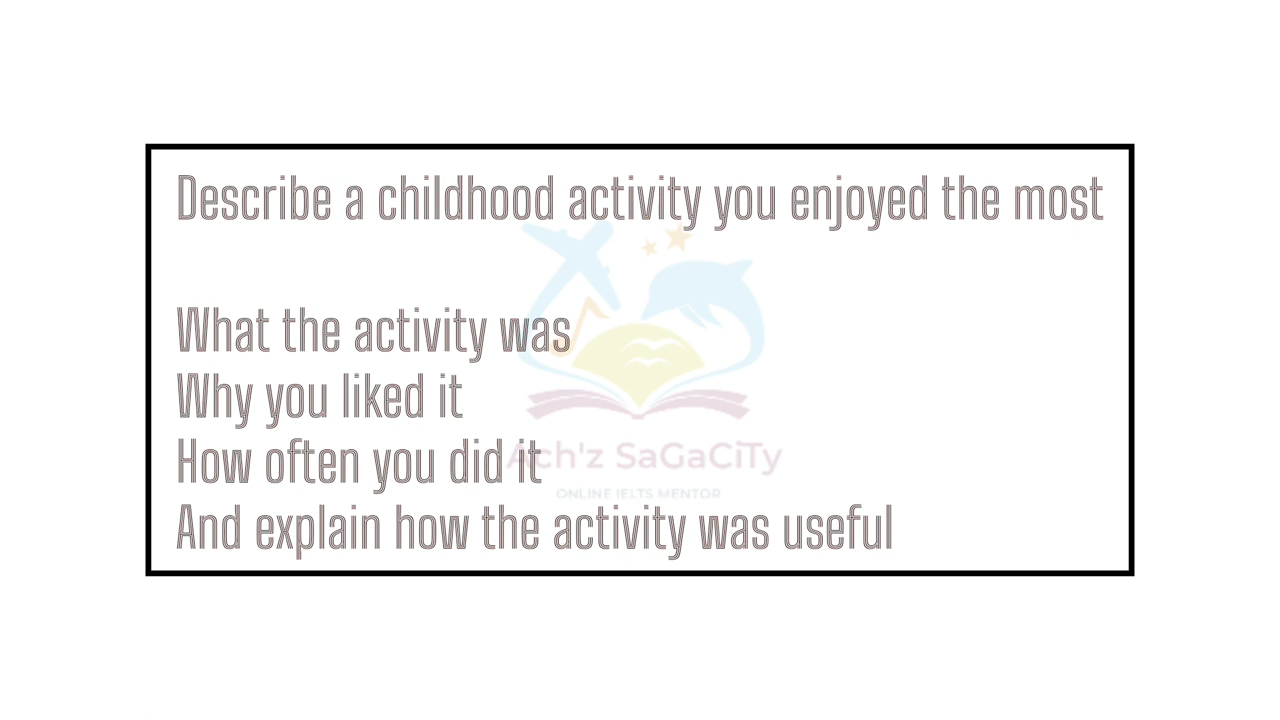 Describe a childhood activity you enjoyed the most
What the activity was
Why you liked it
How often you did it
And explain how the activity was useful
Ach'z SaGaCiTy
ONLINE IELTS MENTOR